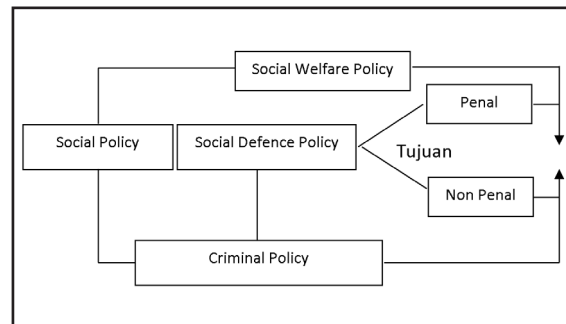 Social Welfare Policy
Penal
Social Policy
Social Defence Policy
Tujuan
Non Penal
Criminal Policy